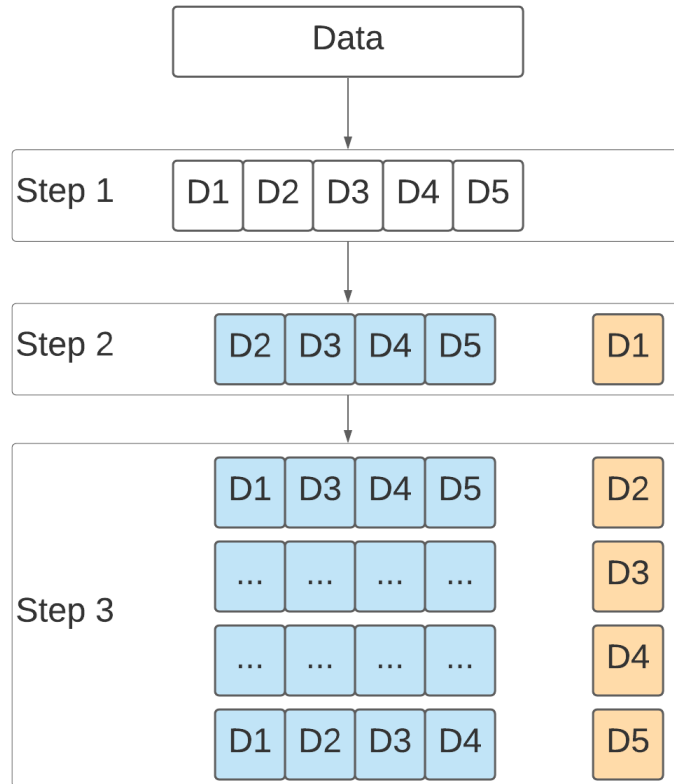 Data
Step 1 D1 D2 D3 D4 D5
Step 2 D2 D3 D4 D5 D1
D1 D3 D4 D5 D2
... ... ... ... D3
Step 3
... ... ... ... D4
D1 D2 D3 D4 D5